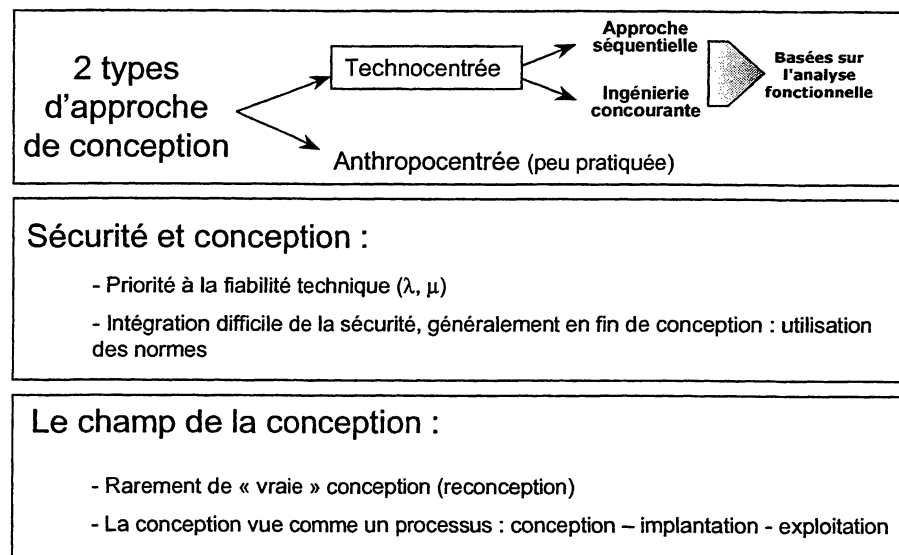 2 types
d'approche
de conception
Technocentrée
Approche
séquentielle
Ingénierie
concourante
Basées sur
l'analyse
fonctionnelle
Anthropocentrée (peu pratiquée)
Sécurité et conception :
- Priorité à la fiabilité technique (λ, μ)
- Intégration difficile de la sécurité, généralement en fin de conception : utilisation
des normes
Le champ de la conception :
- Rarement de « vraie » conception (reconception)
- La conception vue comme un processus : conception – implantation - exploitation